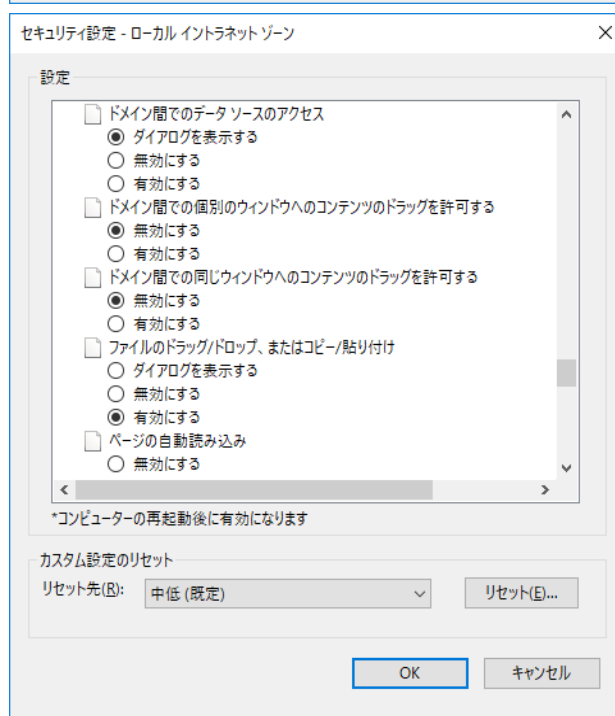 セキュリティ設定 - ローカル イントラネット ゾーン
設定
ドメイン間でのデータ ソースのアクセス
ダイアログを表示する
無効にする
有効にする
ドメイン間での個別のウィンドウへのコンテンツのドラッグを許可する
無効にする
有効にする
ドメイン間での同じウィンドウへのコンテンツのドラッグを許可する
無効にする
有効にする
ファイルのドラッグ/ドロップ、またはコピー/貼り付け
ダイアログを表示する
無効にする
有効にする
ページの自動読み込み
無効にする
*コンピューターの再起動後に有効になります
カスタム設定のリセット
リセット先(R): 中低 (既定) リセット(E)...
OK キャンセル